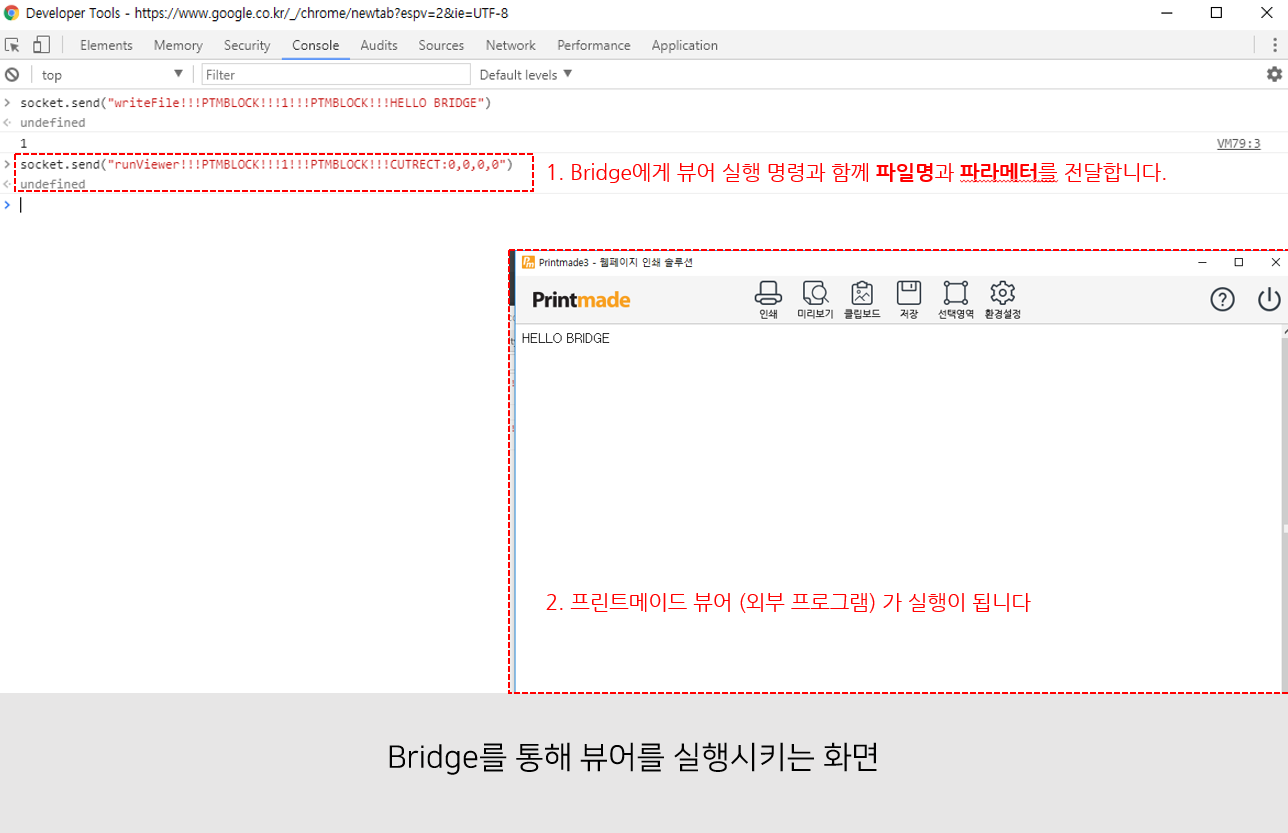 Developer Tools - https://www.google.co.kr/_/chrome/newtab?espv=2&ie=UTF-8
Elements Memory Security Console Audits Sources Network Performance Application
top ▼ Filter Default levels ▼
> socket.send("writeFile!!!PTMBLOCK!!!1!!!PTMBLOCK!!!HELLO BRIDGE")
undefined
1 VM79:3
> socket.send("runViewer!!!PTMBLOCK!!!1!!!PTMBLOCK!!!CUTRECT:0,0,0,0")
undefined
>
1. Bridge에게 뷰어 실행 명령과 함께 파일명과 파라메터를 전달합니다.
Printmade3 - 웹페이지 인쇄 솔루션
Printmade
인쇄 미리보기 클립보드 저장 선택영역 환경설정
HELLO BRIDGE
2. 프린트메이드 뷰어 (외부 프로그램) 가 실행이 됩니다
Bridge를 통해 뷰어를 실행시키는 화면